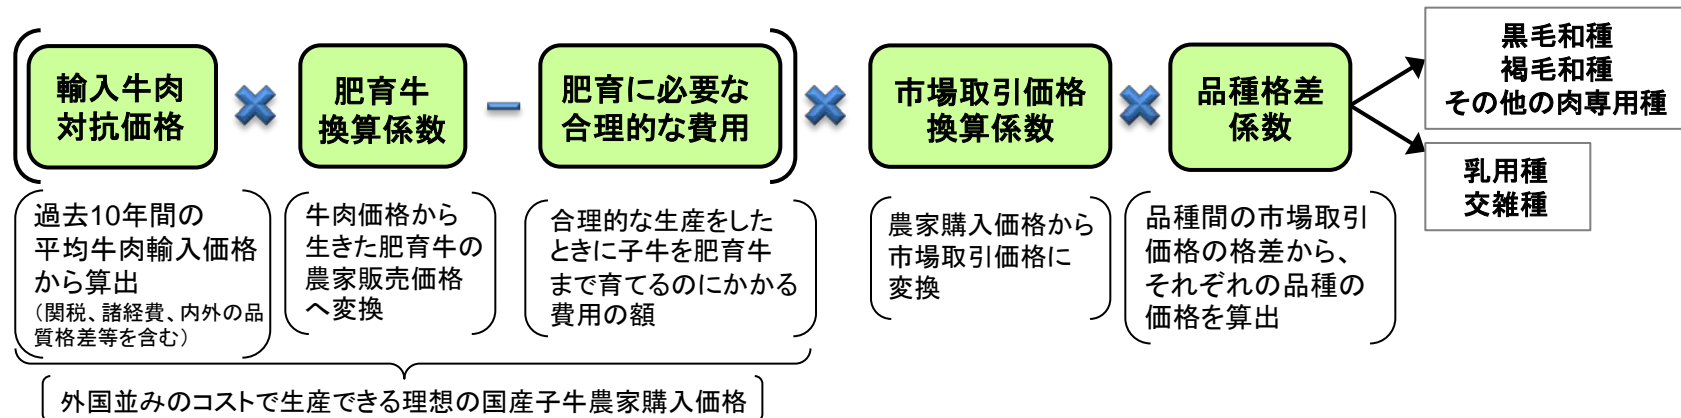 輸入牛肉
対抗価格
×
肥育牛
換算係数
−
肥育に必要な
合理的な費用
×
市場取引価格
換算係数
×
品種格差
係数
黒毛和種
褐毛和種
その他の肉専用種
乳用種
交雑種
過去10年間の
平均牛肉輸入価格
から算出
(関税、諸経費、内外の品
質格差等を含む)
牛肉価格から
生きた肥育牛の
農家販売価格
へ変換
合理的な生産をした
ときに子牛を肥育牛
まで育てるのにかかる
費用の額
農家購入価格から
市場取引価格に
変換
品種間の市場取引
価格の格差から、
それぞれの品種の
価格を算出
外国並みのコストで生産できる理想の国産子牛農家購入価格